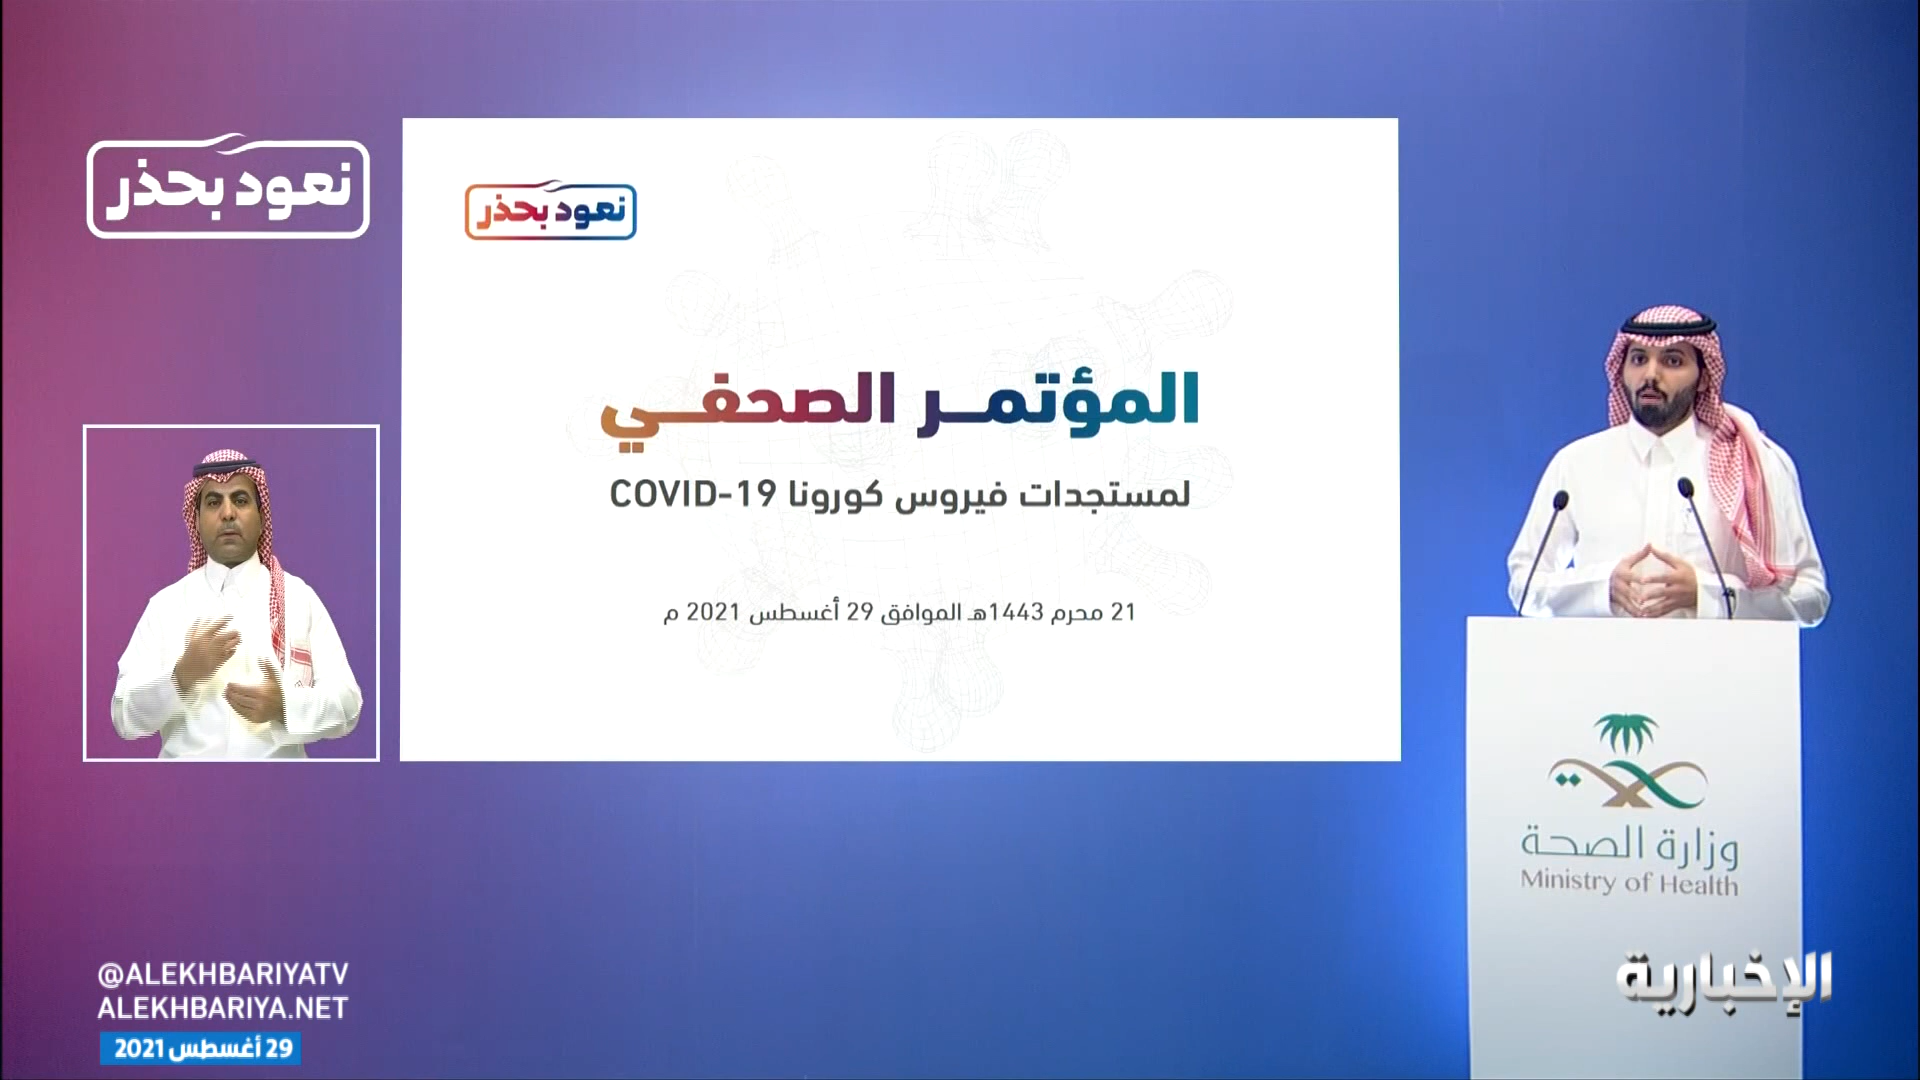 نعود بحذر
نعود بحذر
المؤتمر الصحفي
لمستجدات فيروس كورونا COVID-19
21 محرم 1443هـ الموافق 29 أغسطس 2021 م
وزارة الصحة
Ministry of Health
الإخبارية
@ALEKHBARIYATV
ALEKHBARIYA.NET
29 أغسطس 2021